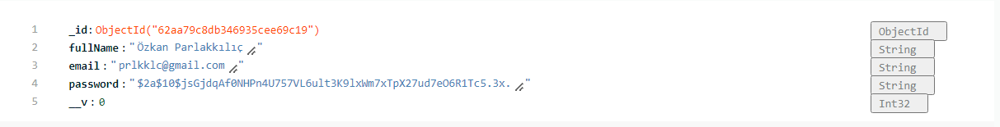 1 _id: ObjectId("62aa79c8db346935cee69c19") ObjectId
2 fullName : "Özkan Parlakkılıç " String
3 email : "prlkklc@gmail.com " String
4 password : "$2a$10$jsGjdqAf0NHPn4U757VL6ult3K9lxWm7xTpX27ud7eO6R1Tc5.3x. " String
5 __v : 0 Int32